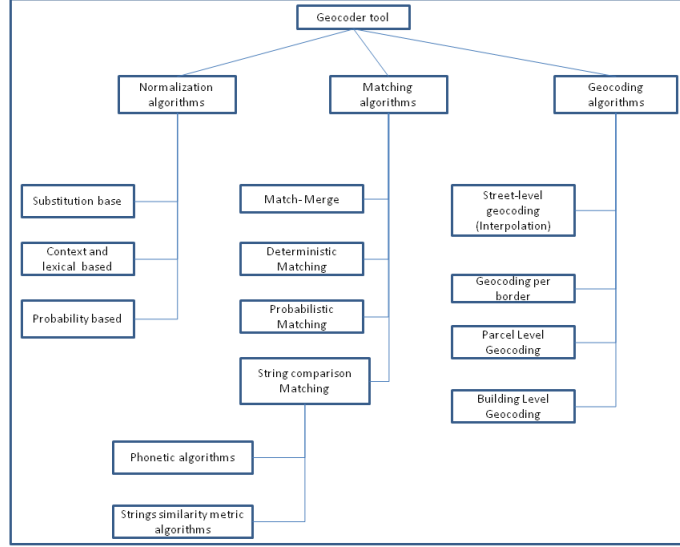 Geocoder tool
Normalization
algorithms
Matching
algorithms
Geocoding
algorithms
Substitution base
Context and
lexical based
Probability based
Match-Merge
Deterministic
Matching
Probabilistic
Matching
String comparison
Matching
Phonetic algorithms
Strings similarity metric
algorithms
Street-level
geocoding
(Interpolation)
Geocoding per
border
Parcel Level
Geocoding
Building Level
Geocoding